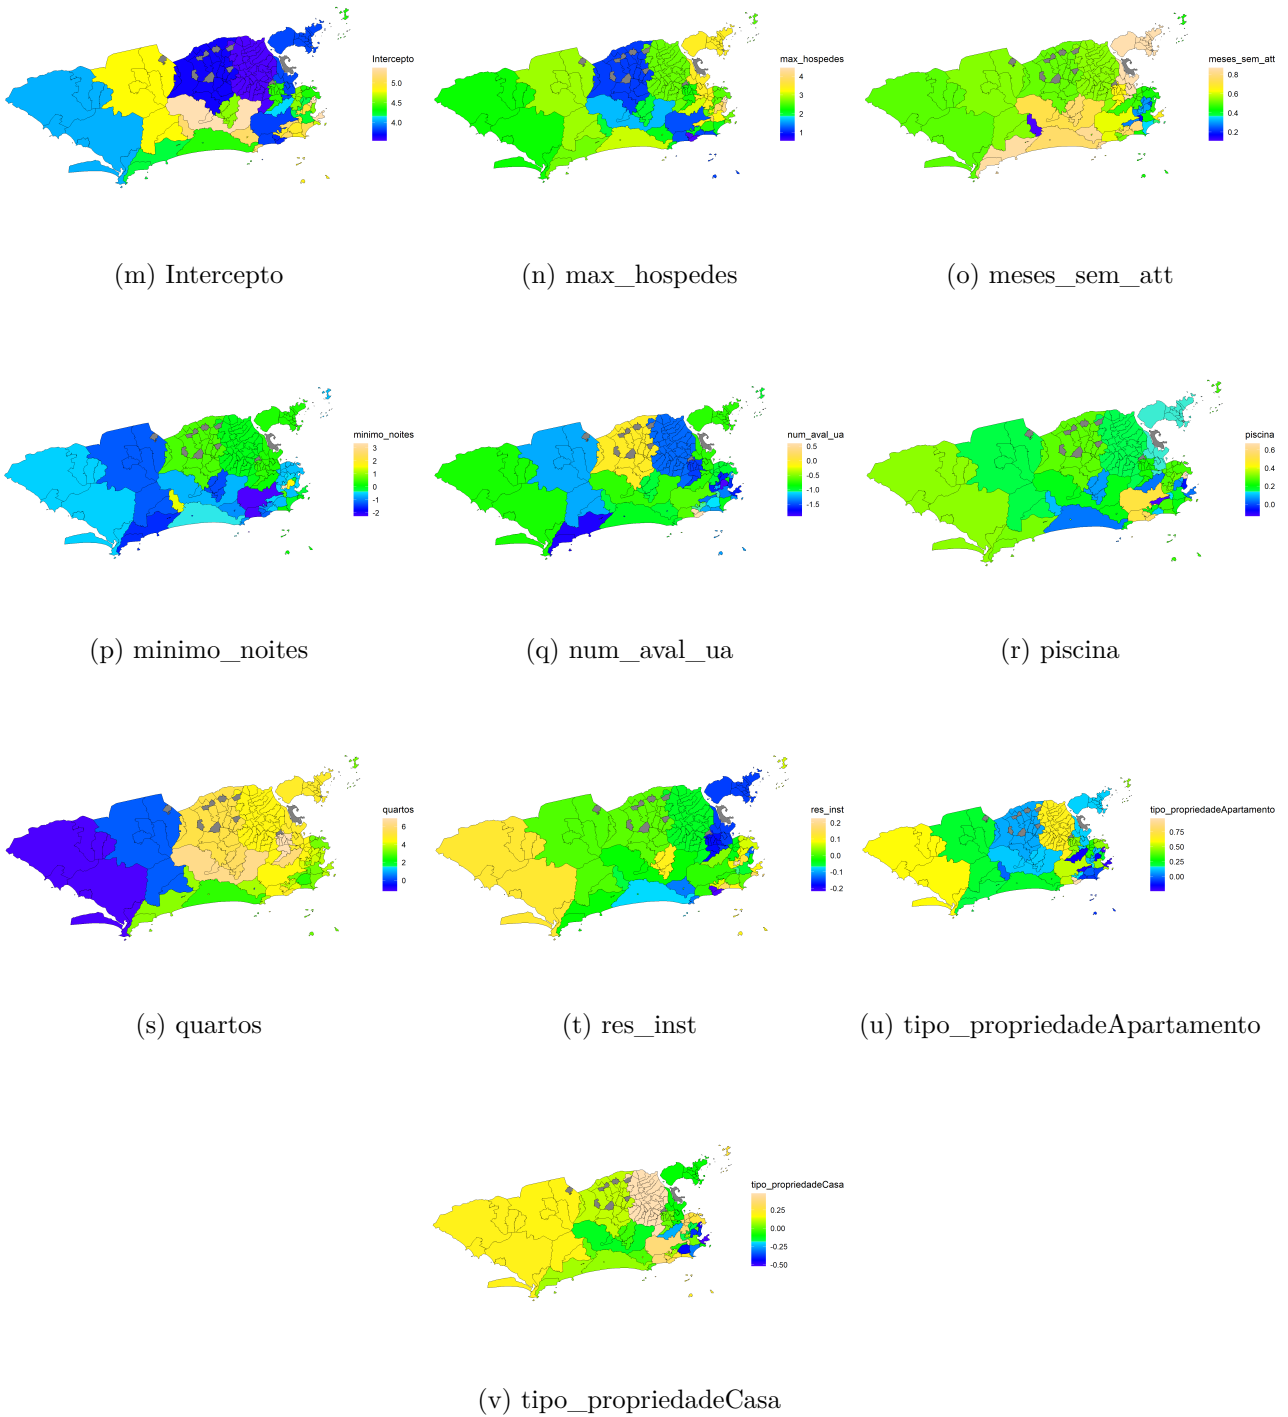 Intercepto
5.0
4.5
4.0
(m) Intercepto
max_hospedes
4
3
2
1
(n) max_hospedes
meses_sem_att
0.8
0.6
0.4
0.2
(o) meses_sem_att
minimo_noites
3
2
1
0
-1
-2
(p) minimo_noites
num_aval_ua
0.5
0.0
-0.5
-1.0
-1.5
(q) num_aval_ua
piscina
0.6
0.4
0.2
0.0
(r) piscina
quartos
6
4
2
0
(s) quartos
res_inst
0.2
0.1
0.0
-0.1
-0.2
(t) res_inst
tipo_propriedadeApartamento
0.75
0.50
0.25
0.00
(u) tipo_propriedadeApartamento
tipo_propriedadeCasa
0.25
0.00
-0.25
-0.50
(v) tipo_propriedadeCasa